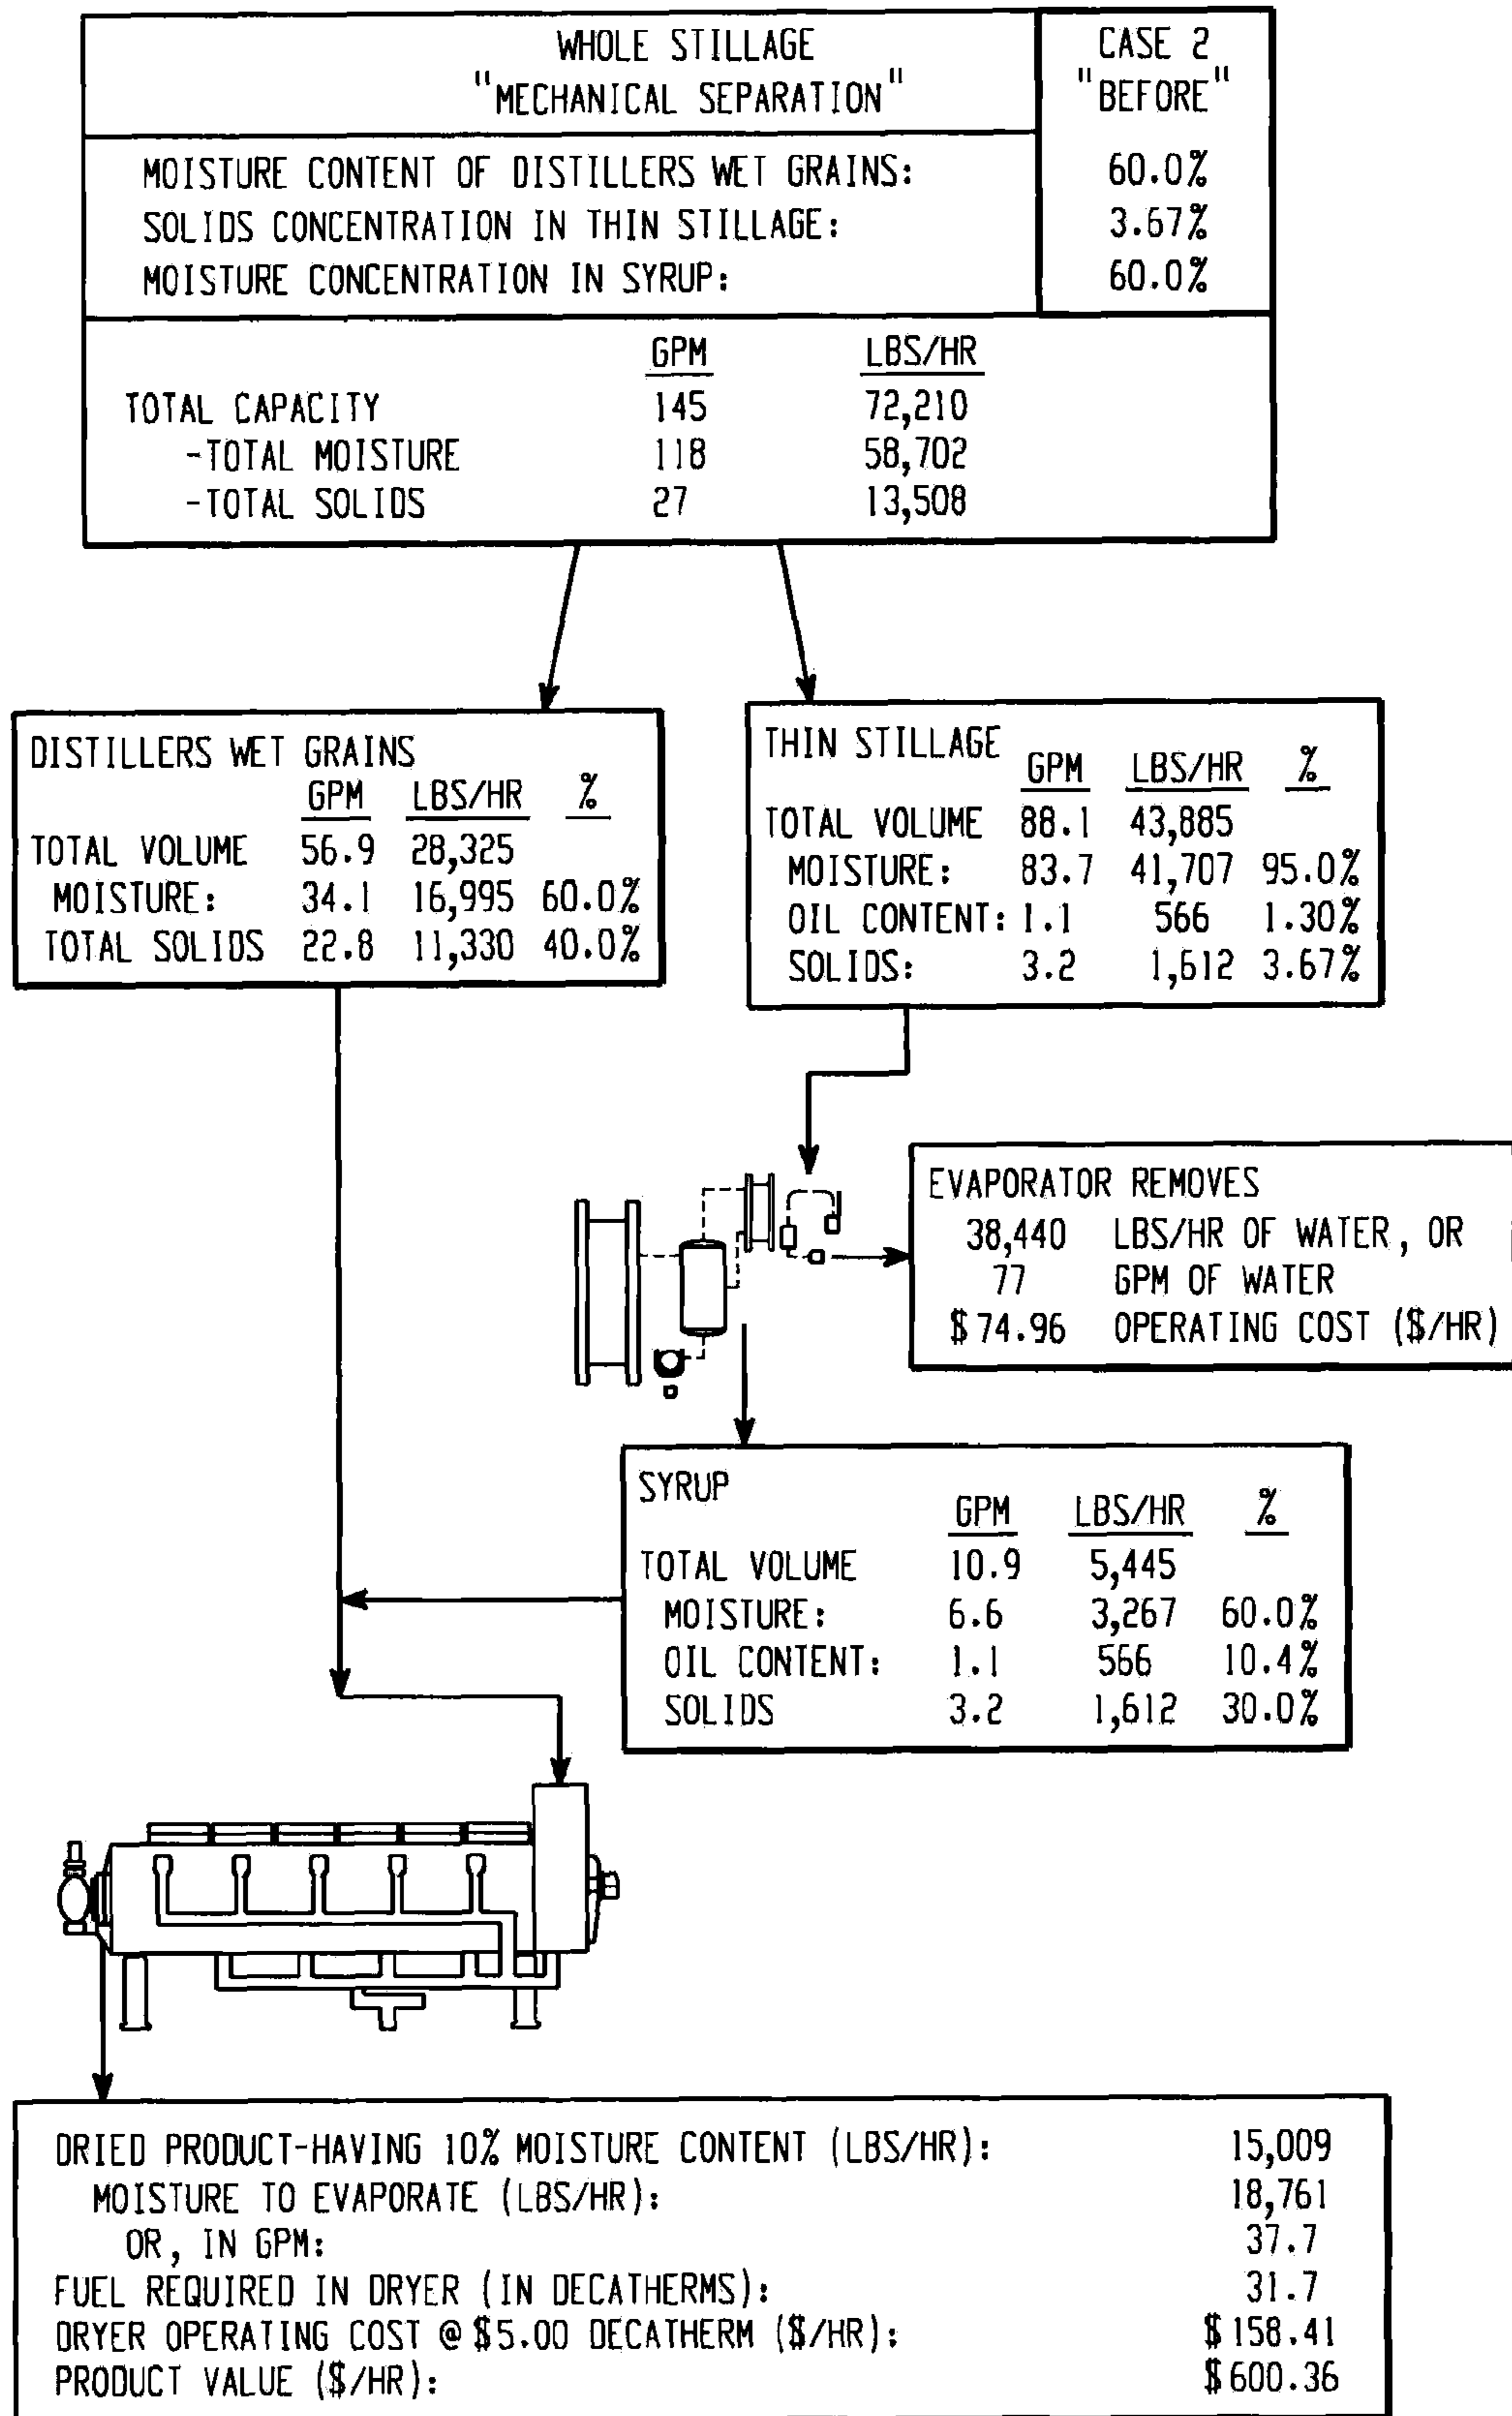 WHOLE STILLAGE
"MECHANICAL SEPARATION"
CASE 2
"BEFORE"
MOISTURE CONTENT OF DISTILLERS WET GRAINS: 60.0%
SOLIDS CONCENTRATION IN THIN STILLAGE: 3.67%
MOISTURE CONCENTRATION IN SYRUP: 60.0%
GPM LBS/HR
TOTAL CAPACITY 145 72,210
-TOTAL MOISTURE 118 58,702
-TOTAL SOLIDS 27 13,508
DISTILLERS WET GRAINS
GPM LBS/HR %
TOTAL VOLUME 56.9 28,325
MOISTURE: 34.1 16,995 60.0%
TOTAL SOLIDS 22.8 11,330 40.0%
THIN STILLAGE GPM LBS/HR %
TOTAL VOLUME 88.1 43,885
MOISTURE: 83.7 41,707 95.0%
OIL CONTENT: 1.1 566 1.30%
SOLIDS: 3.2 1,612 3.67%
EVAPORATOR REMOVES
38,440 LBS/HR OF WATER, OR
77 GPM OF WATER
$74.96 OPERATING COST ($/HR)
SYRUP
GPM LBS/HR %
TOTAL VOLUME 10.9 5,445
MOISTURE: 6.6 3,267 60.0%
OIL CONTENT: 1.1 566 10.4%
SOLIDS 3.2 1,612 30.0%
DRIED PRODUCT-HAVING 10% MOISTURE CONTENT (LBS/HR): 15,009
MOISTURE TO EVAPORATE (LBS/HR): 18,761
OR, IN GPM: 37.7
FUEL REQUIRED IN DRYER (IN DECATHERMS): 31.7
DRYER OPERATING COST @ $5.00 DECATHERM ($/HR): $158.41
PRODUCT VALUE ($/HR): $600.36